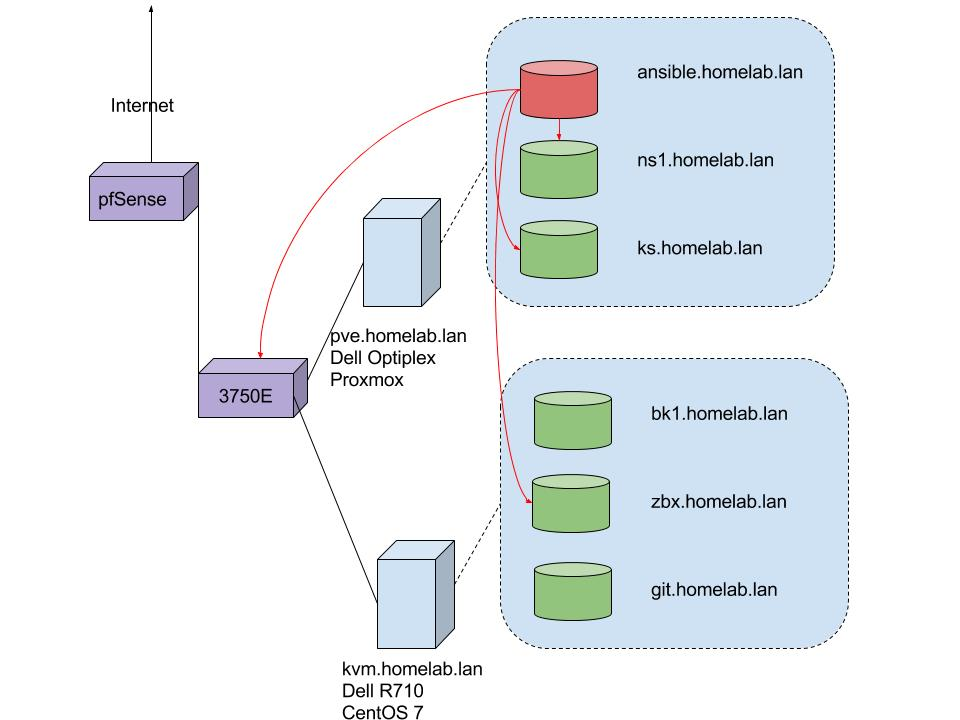 Internet
pfSense
3750E
pve.homelab.lan
Dell Optiplex
Proxmox
kvm.homelab.lan
Dell R710
CentOS 7
ansible.homelab.lan
ns1.homelab.lan
ks.homelab.lan
bk1.homelab.lan
zbx.homelab.lan
git.homelab.lan